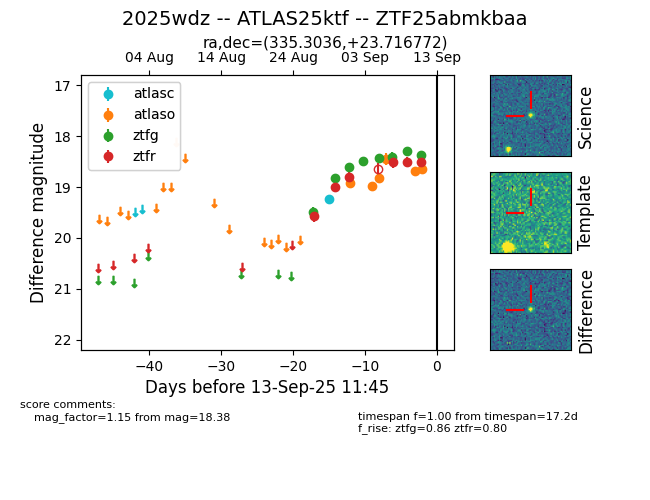 2025wdz -- ATLAS25ktf -- ZTF25abmkbaa
ra,dec=(335.3036,+23.716772)
04 Aug 14 Aug 24 Aug 03 Sep 13 Sep
17
18
19
20
21
22
Difference magnitude
atlasc
atlaso
ztfg
ztfr
−40 −30 −20 −10 0
Days before 13-Sep-25 11:45
Science
Template
Difference
score comments:
mag_factor=1.15 from mag=18.38
timespan f=1.00 from timespan=17.2d
f_rise: ztfg=0.86 ztfr=0.80